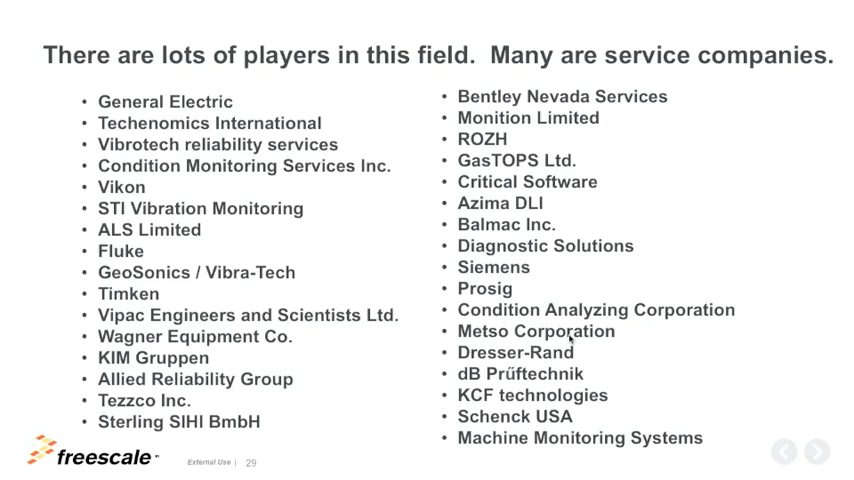 There are lots of players in this field. Many are service companies.
• General Electric
• Techenomics International
• Vibrotech reliability services
• Condition Monitoring Services Inc.
• Vikon
• STI Vibration Monitoring
• ALS Limited
• Fluke
• GeoSonics / Vibra-Tech
• Timken
• Vipac Engineers and Scientists Ltd.
• Wagner Equipment Co.
• KIM Gruppen
• Allied Reliability Group
• Tezzco Inc.
• Sterling SIHI BmbH
• Bentley Nevada Services
• Monition Limited
• ROZH
• GasTOPS Ltd.
• Critical Software
• Azima DLI
• Balmac Inc.
• Diagnostic Solutions
• Siemens
• Prosig
• Condition Analyzing Corporation
• Metso Corporation
• Dresser-Rand
• dB Prűftechnik
• KCF technologies
• Schenck USA
• Machine Monitoring Systems
freescale
External Use | 29